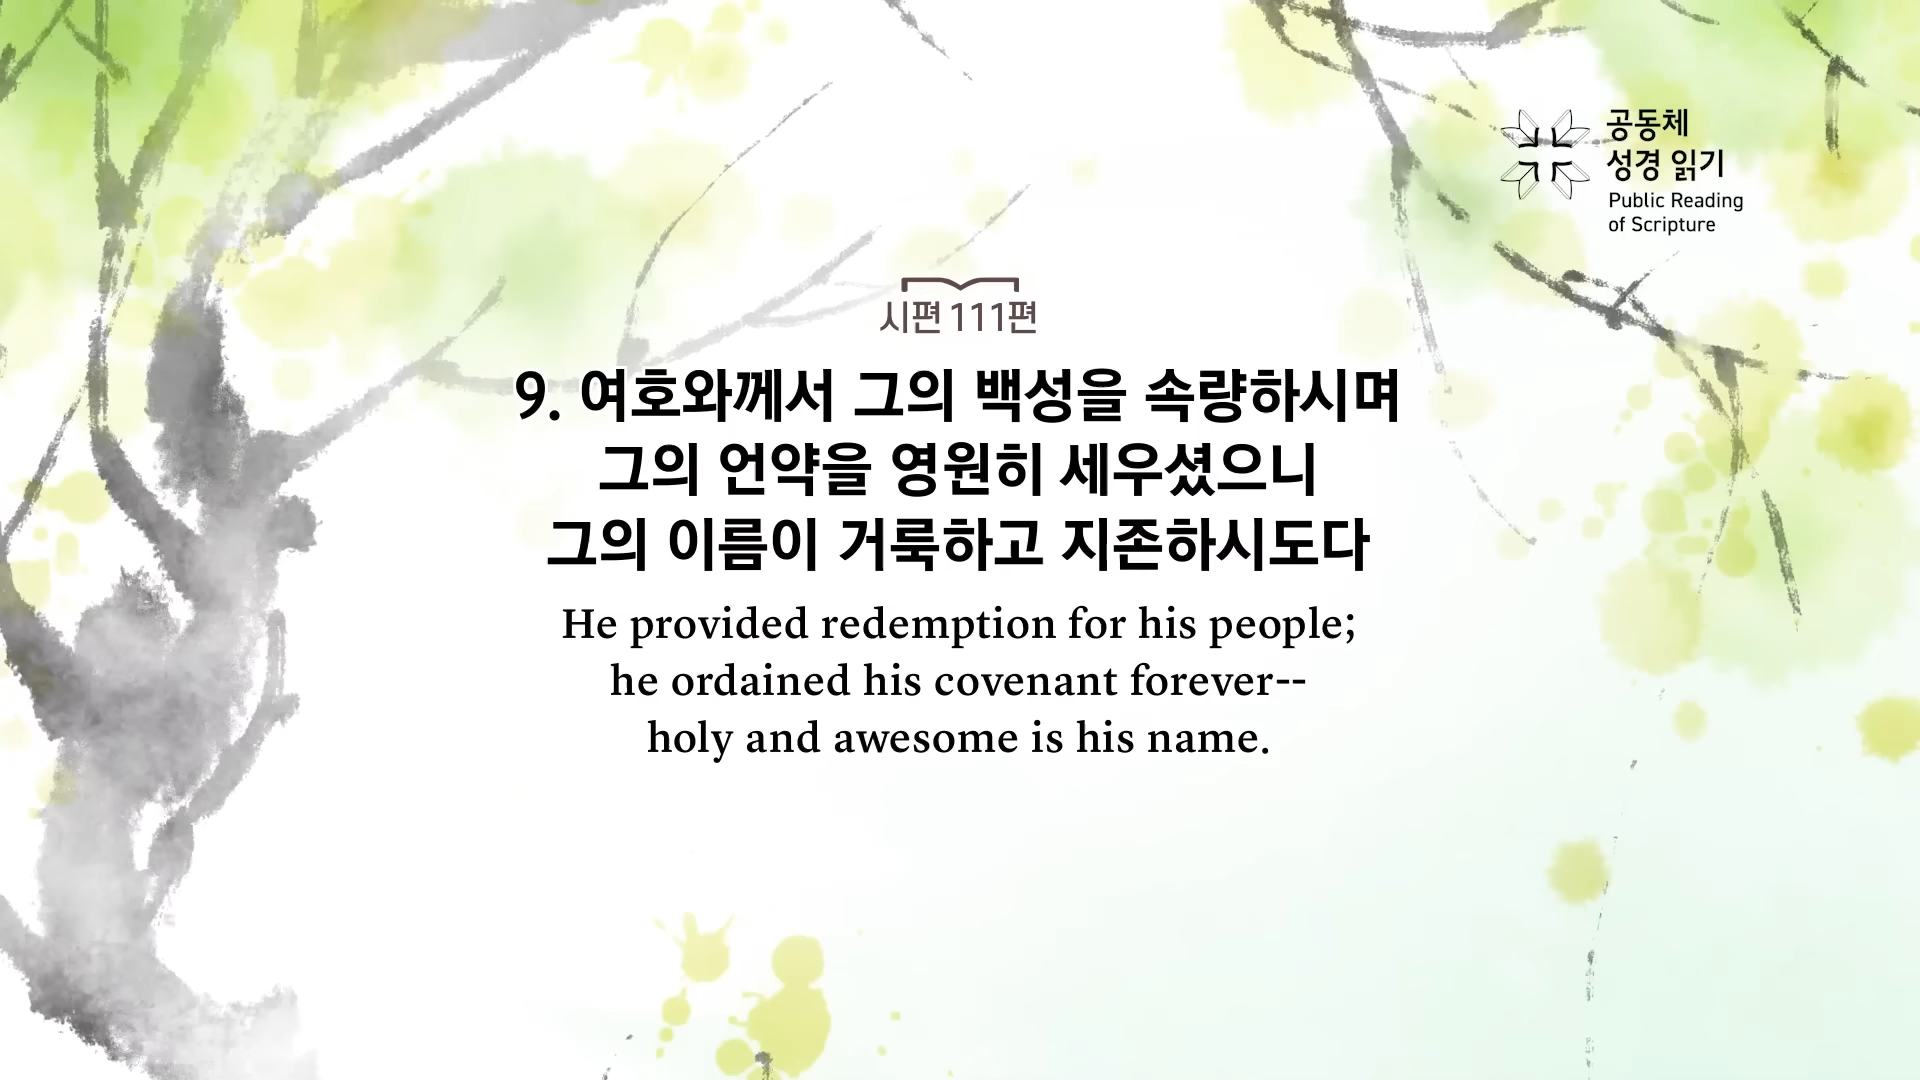 공동체
성경 읽기
Public Reading
of Scripture
시편 111편
9. 여호와께서 그의 백성을 속량하시며
그의 언약을 영원히 세우셨으니
그의 이름이 거룩하고 지존하시도다
He provided redemption for his people;
he ordained his covenant forever--
holy and awesome is his name.